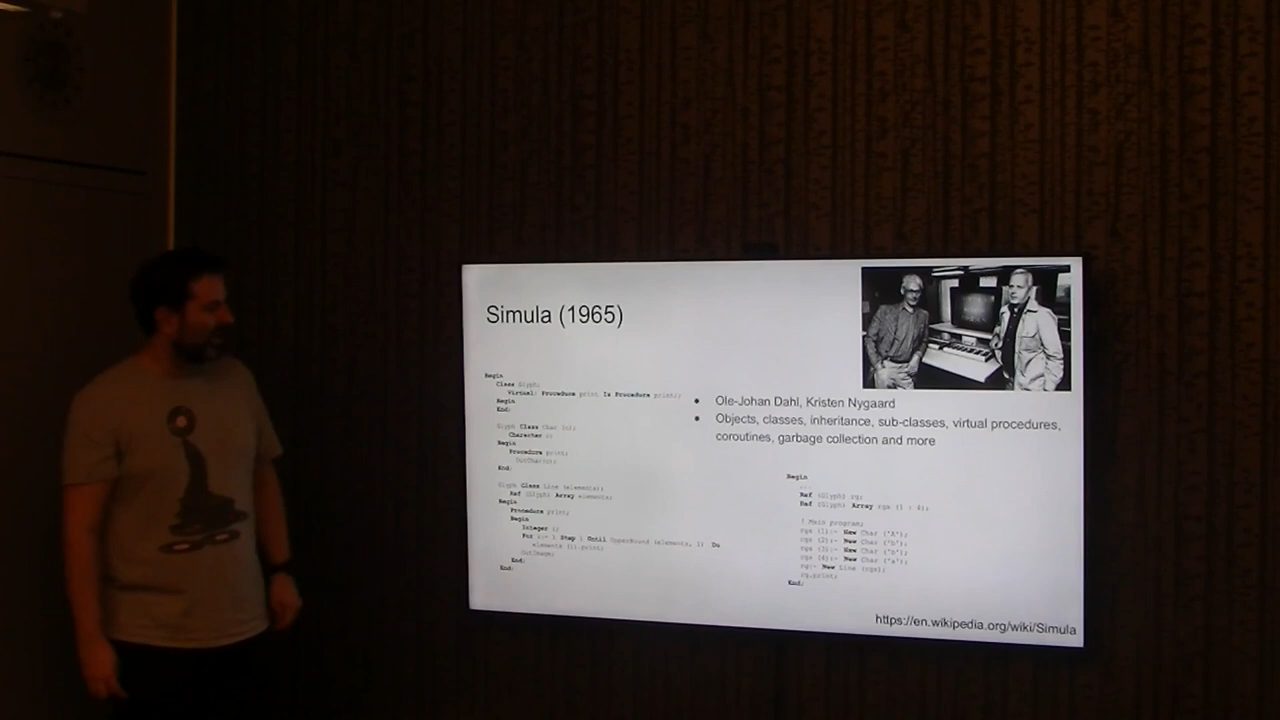 Simula (1965)
Begin
Class Glyph;
Virtual: Procedure print Is Procedure print;
Begin
End;
Glyph Class Char (c);
Character c;
Begin
Procedure print;
OutChar(c);
End;
Glyph Class Line (elements);
Ref (Glyph) Array elements;
Begin
Procedure print;
Begin
Integer i;
For i:= 1 Step 1 Until UpperBound (elements, 1) Do
elements (i).print;
OutImage;
End;
End;
● Ole-Johan Dahl, Kristen Nygaard
● Objects, classes, inheritance, sub-classes, virtual procedures,
coroutines, garbage collection and more
Begin
...
Ref (Glyph) rg;
Ref (Glyph) Array rgs (1 : 4);
! Main program;
rgs (1):- New Char ('A');
rgs (2):- New Char ('b');
rgs (3):- New Char ('b');
rgs (4):- New Char ('a');
rg:- New Line (rgs);
rg.print;
End;
https://en.wikipedia.org/wiki/Simula